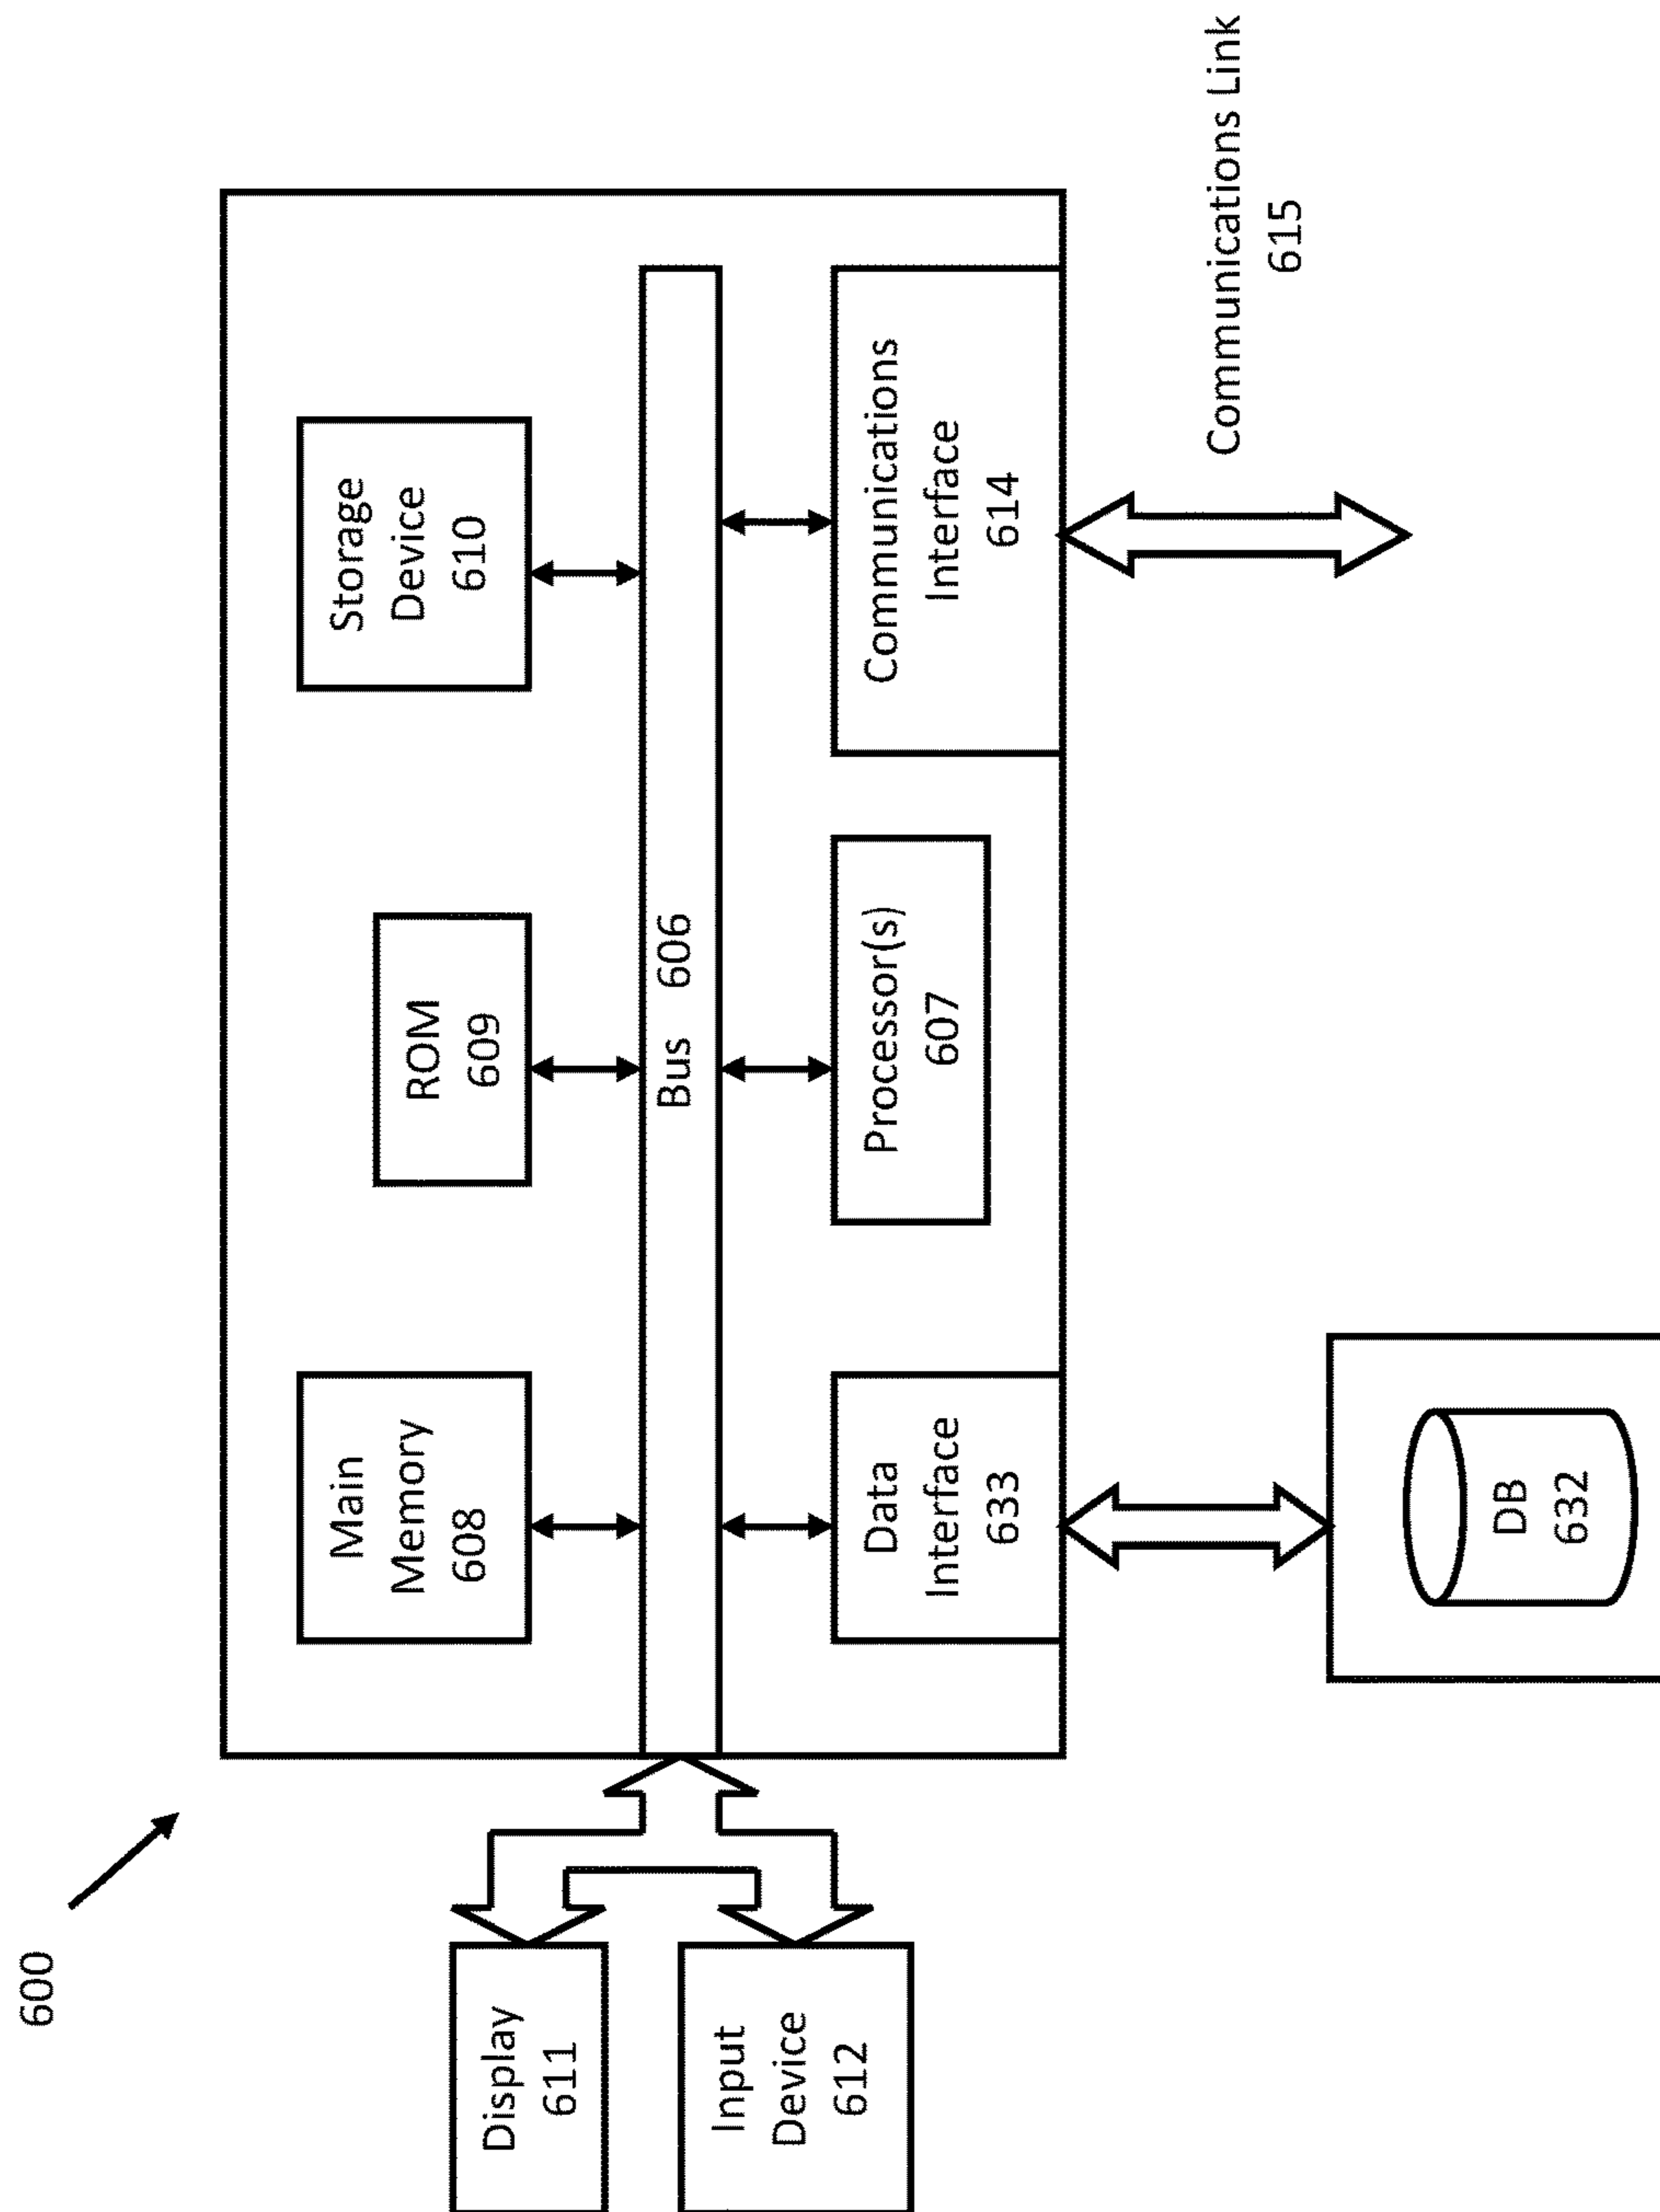 600
Main
Memory
608
ROM
609
Storage
Device
610
Display
611
Bus 606
Input
Device
612
Data
Interface
633
Processor(s)
607
Communications
Interface
614
Communications Link
615
DB
632